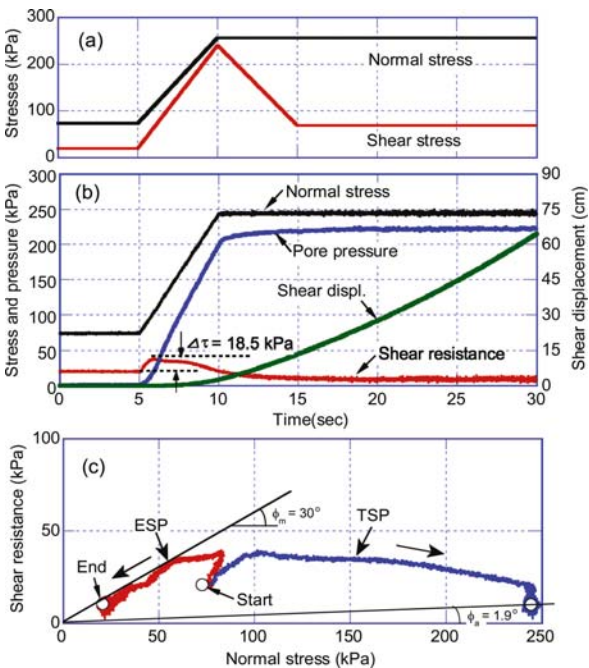 300
(a)
Stresses (kPa)
200
Normal stress
100
Shear stress
0
300
90
(b)
Normal stress
250
75
200
Pore pressure
60
150
Shear displ.
45
100
30
Δτ = 18.5 kPa
50
Shear resistance
15
0
0
Stress and pressure (kPa)
Shear displacement (cm)
0 5 10 15 20 25 30
Time(sec)
100
(c)
Shear resistance (kPa)
ϕm = 30°
ESP
TSP
50
End
Start
ϕa = 1.9°
0
0 50 100 150 200 250
Normal stress (kPa)